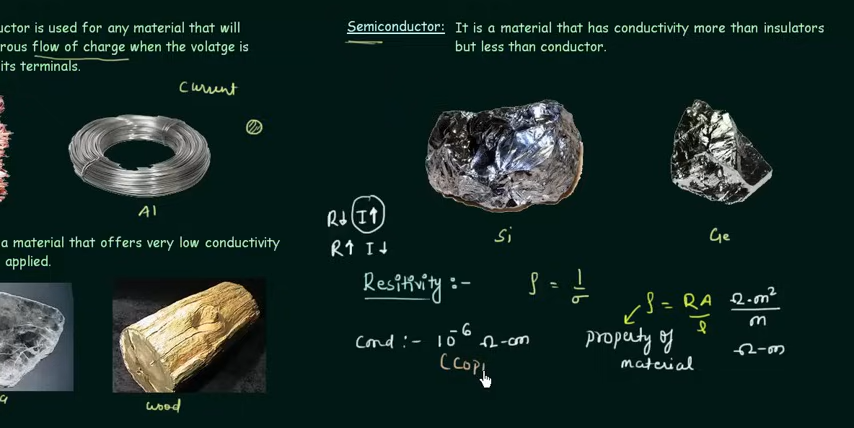 uctor is used for any material that will
rous flow of charge when the volatge is
its terminals.
Current
Al
a material that offers very low conductivity
applied.
a
wood
Semiconductor: It is a material that has conductivity more than insulators
but less than conductor.
Si
Ge
R↓ I↑
R↑ I↓
Resitivity :-
ρ = 1/σ
ρ = RA/l
Ω·m²/m
Ω-m
property of
material
Cond :- 10⁻⁶ Ω-cm
(Cop